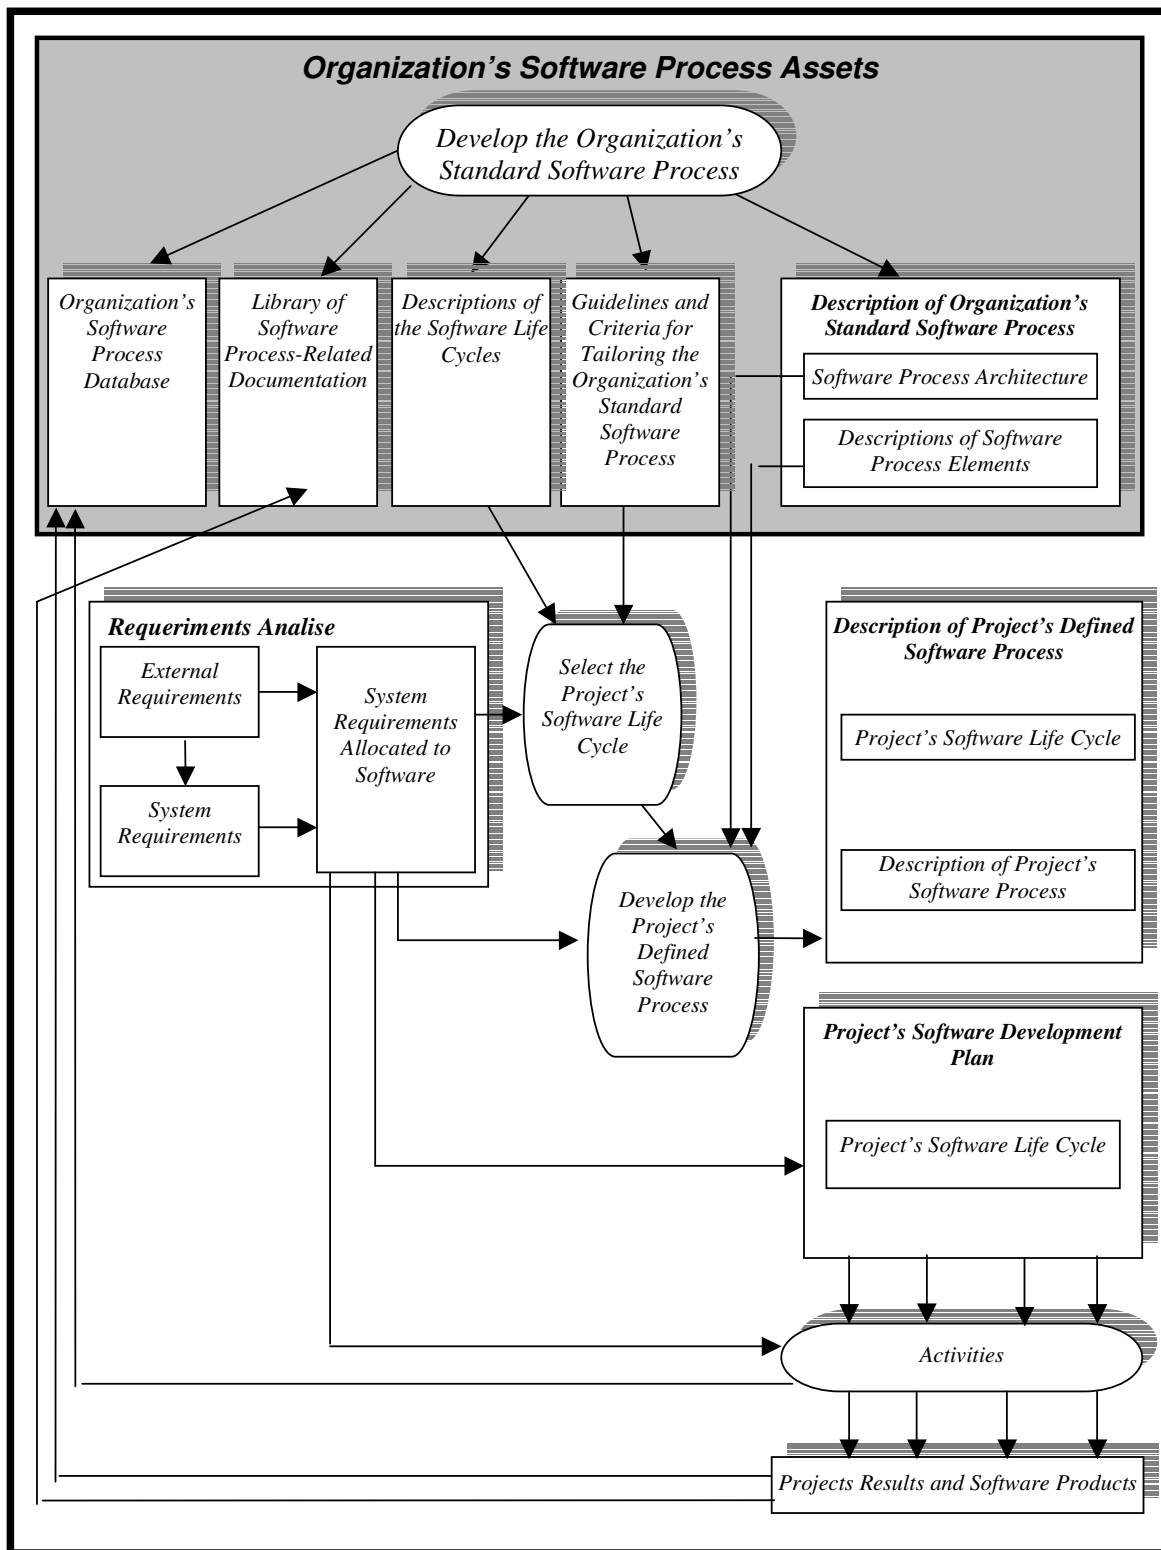 Organization's Software Process Assets
Develop the Organization's
Standard Software Process
Organization's
Software
Process
Database
Library of
Software
Process-Related
Documentation
Descriptions of
the Software Life
Cycles
Guidelines and
Criteria for
Tailoring the
Organization's
Standard
Software
Process
Description of Organization's
Standard Software Process
Software Process Architecture
Descriptions of Software
Process Elements
Requeriments Analise
External
Requirements
System
Requirements
System
Requirements
Allocated to
Software
Select the
Project's
Software Life
Cycle
Description of Project's Defined
Software Process
Project's Software Life Cycle
Description of Project's
Software Process
Develop the
Project's
Defined
Software
Process
Project's Software Development
Plan
Project's Software Life Cycle
Activities
Projects Results and Software Products